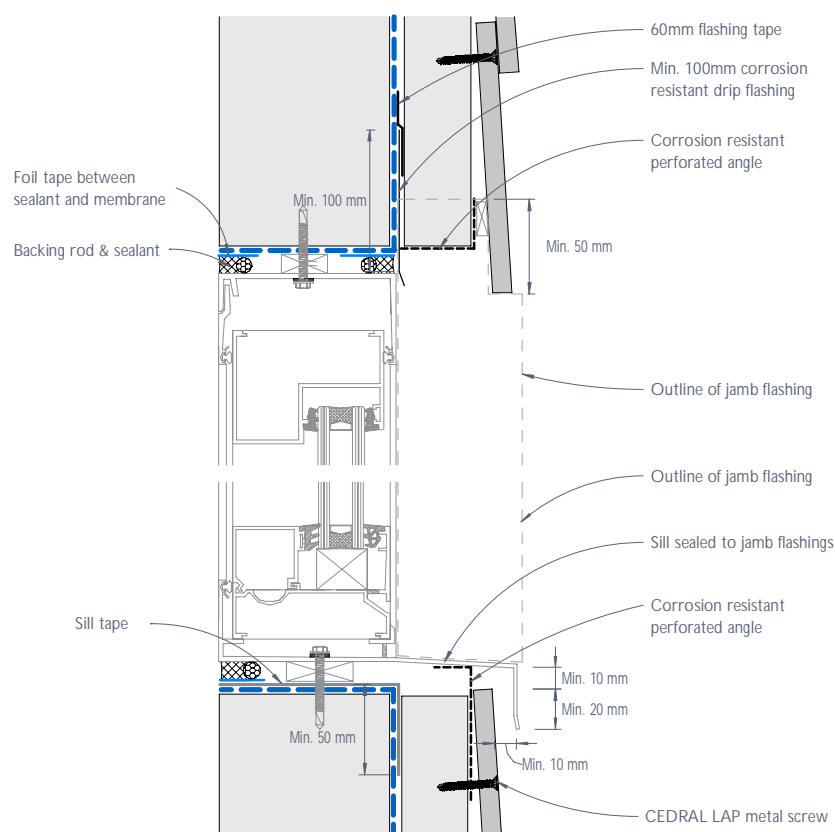 60mm flashing tape
Min. 100mm corrosion
resistant drip flashing
Corrosion resistant
perforated angle
Foil tape between
sealant and membrane
Min. 100 mm
Backing rod & sealant
Min. 50 mm
Outline of jamb flashing
Outline of jamb flashing
Sill sealed to jamb flashings
Corrosion resistant
perforated angle
Sill tape
Min. 10 mm
Min. 20 mm
Min. 50 mm
Min. 10 mm
CEDRAL LAP metal screw